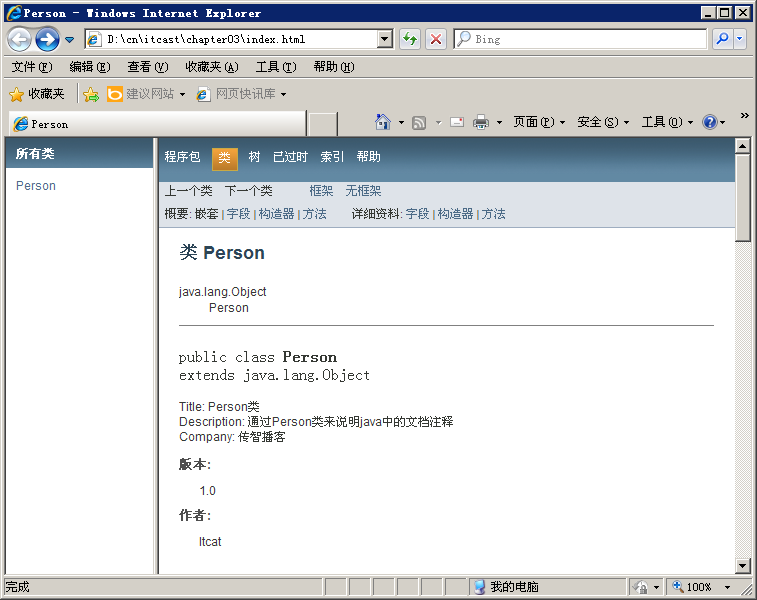 Person - Windows Internet Explorer
D:\cn\itcast\chapter03\index.html
Bing
文件(F) 编辑(E) 查看(V) 收藏夹(A) 工具(T) 帮助(H)
收藏夹 建议网站 网页快讯库
Person 页面(P) 安全(S) 工具(O) »
所有类
Person
程序包 类 树 已过时 索引 帮助
上一个类 下一个类 框架 无框架
概要: 嵌套 | 字段 | 构造器 | 方法 详细资料: 字段 | 构造器 | 方法
类 Person
java.lang.Object
Person
public class Person
extends java.lang.Object
Title: Person类
Description: 通过Person类来说明java中的文档注释
Company: 传智播客
版本:
1.0
作者:
Itcat
完成 我的电脑 100%